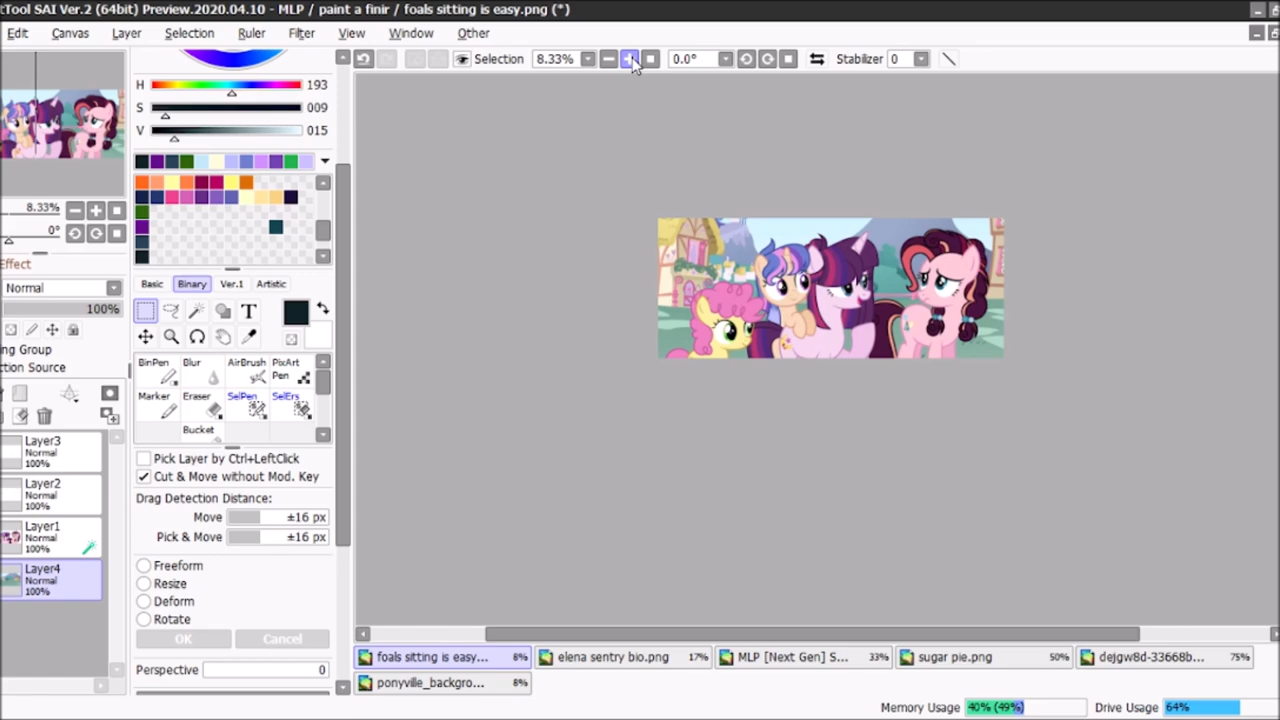 tTool SAI Ver.2 (64bit) Preview.2020.04.10 - MLP / paint a finir / foals sitting is easy.png (*)
Edit Canvas Layer Selection Ruler Filter View Window Other
Selection 8.33% 0.0° Stabilizer 0
H 193
S 009
V 015
8.33%
0°
Effect
Normal
100%
ng Group
ction Source
Layer3
Normal
100%
Layer2
Normal
100%
Layer1
Normal
100%
Layer4
Normal
100%
Basic Binary Ver.1 Artistic
T
BinPen Blur AirBrush PixArt Pen
Marker Eraser SelPen SelErs
Bucket
Pick Layer by Ctrl+LeftClick
Cut & Move without Mod. Key
Drag Detection Distance:
Move ±16 px
Pick & Move ±16 px
Freeform
Resize
Deform
Rotate
OK Cancel
Perspective 0
foals sitting is easy... 8% elena sentry bio.png 17% MLP [Next Gen] S... 33% sugar pie.png 50% dejgw8d-33668b... 75%
ponyville_backgro... 8%
Memory Usage 40% (49%) Drive Usage 64%